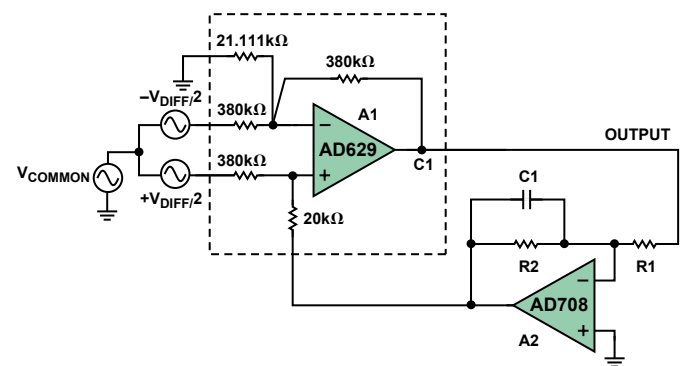 21.111kΩ
380kΩ
–VDIFF/2
380kΩ
A1
–
AD629
OUTPUT
C1
VCOMMON
380kΩ
+
+VDIFF/2
C1
20kΩ
R2
R1
–
AD708
+
A2